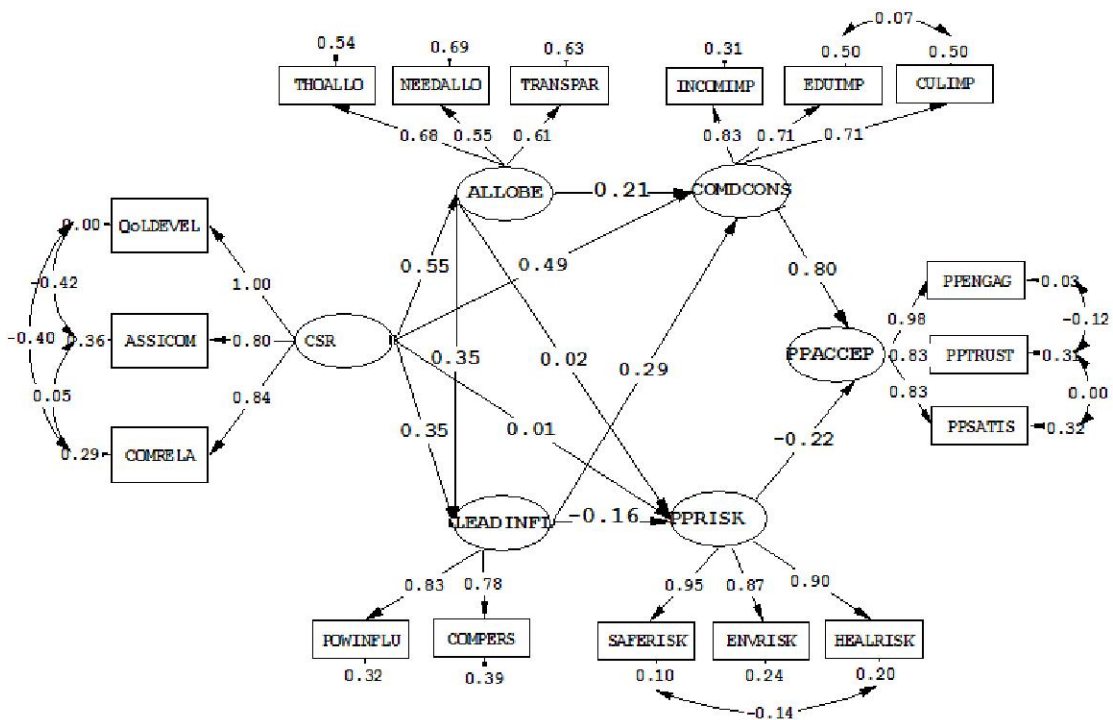 0.07
0.54 0.69 0.63 0.31 0.50 0.50
THOALLO NEEDALLO TRANSPAR INCOMIMP EDUIMP CULIMP
0.68 0.55 0.61 0.83 0.71 0.71
ALLOBE 0.21 COMDCONS
0.00 QoLDEVEL
-0.42 1.00 0.55 0.49 0.80
PPENGAG 0.03
-0.40 0.36 ASSICOM 0.80 CSR 0.98 -0.12
0.35 0.02 0.29 PPACCEP 0.83 PPTRUST
0.05 0.84 0.83 0.00
0.35 0.01 -0.22 PPSATIS 0.32
0.29 COMRELA
LEADINFL -0.16 PPRISK
0.83 0.78 0.95 0.87 0.90
POWINFLU COMPERS SAFERISK ENVRISK HEALRISK
0.32 0.39 0.10 0.24 0.20
-0.14